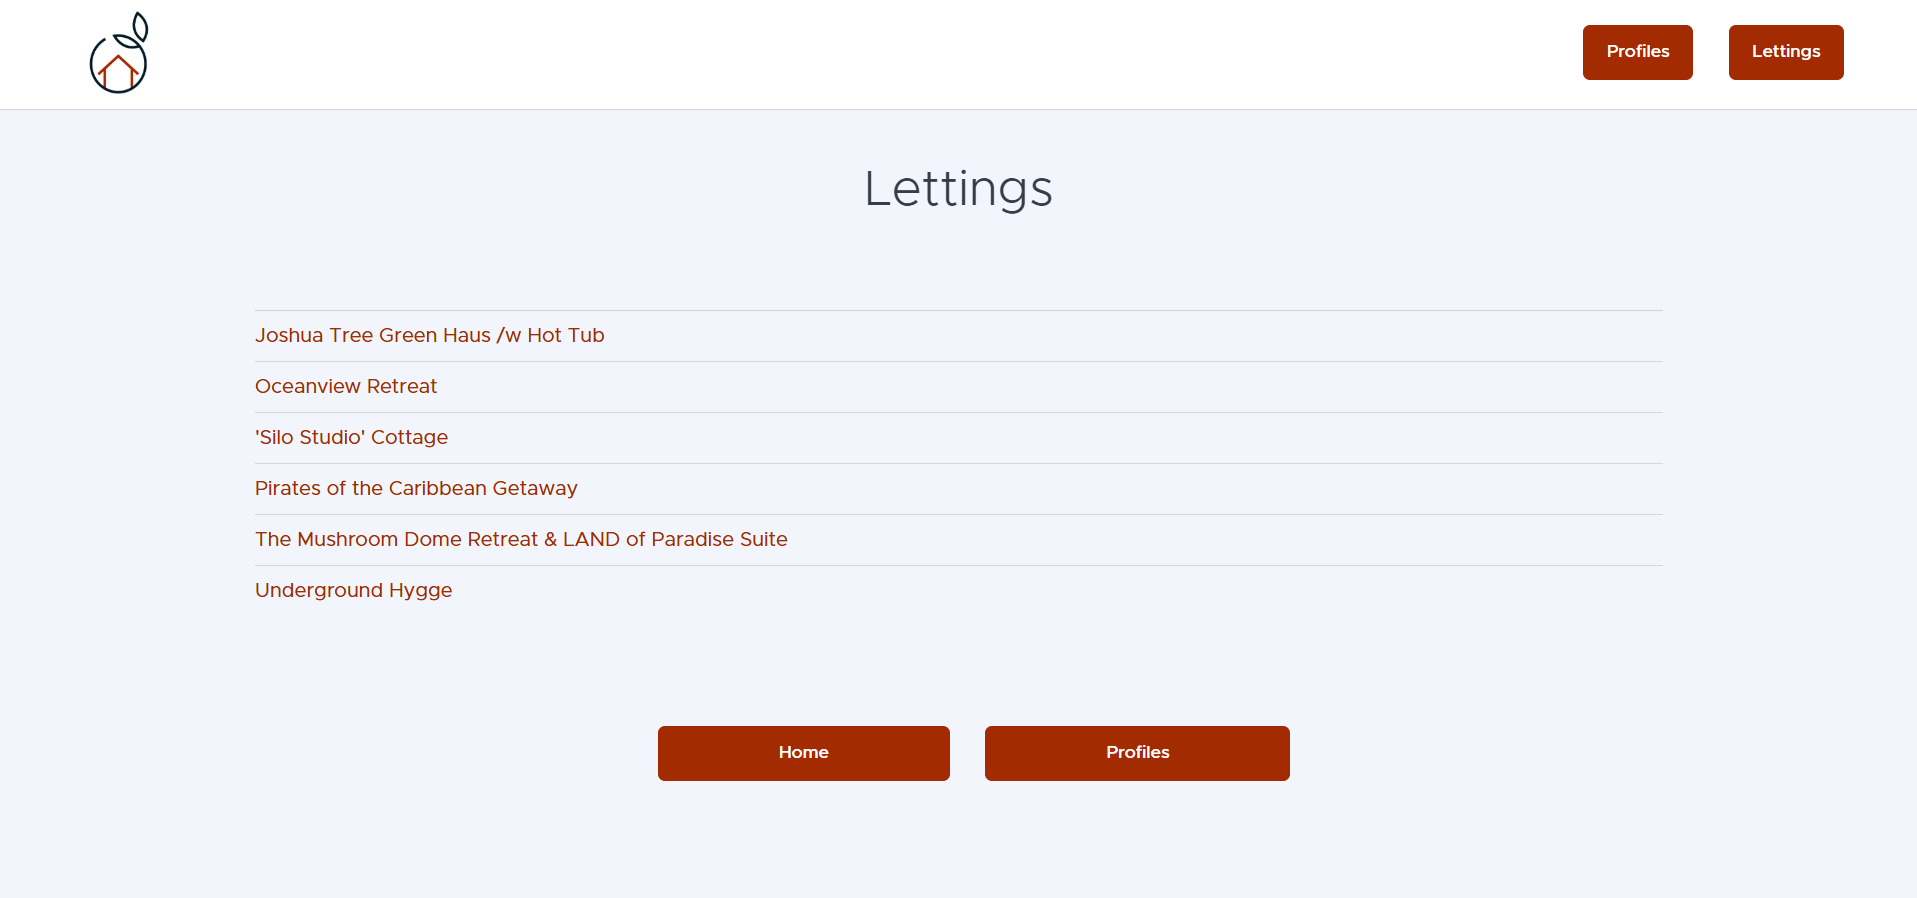 Profiles
Lettings
Lettings
Joshua Tree Green Haus /w Hot Tub
Oceanview Retreat
'Silo Studio' Cottage
Pirates of the Caribbean Getaway
The Mushroom Dome Retreat & LAND of Paradise Suite
Underground Hygge
Home
Profiles